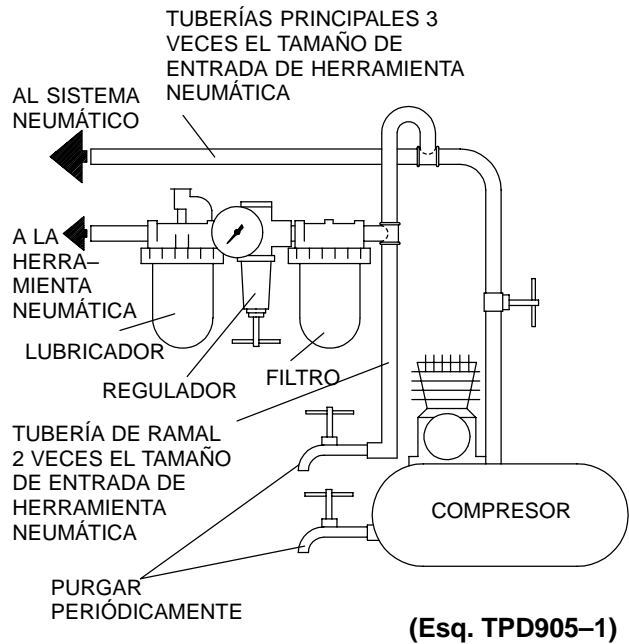 TUBERÍAS PRINCIPALES 3
VECES EL TAMAÑO DE
ENTRADA DE HERRAMIENTA
NEUMÁTICA
AL SISTEMA
NEUMÁTICO
A LA
HERRA–
MIENTA
NEUMÁTICA
LUBRICADOR
REGULADOR
FILTRO
TUBERÍA DE RAMAL
2 VECES EL TAMAÑO
DE ENTRADA DE
HERRAMIENTA
NEUMÁTICA
COMPRESOR
PURGAR
PERIÓDICAMENTE
(Esq. TPD905–1)